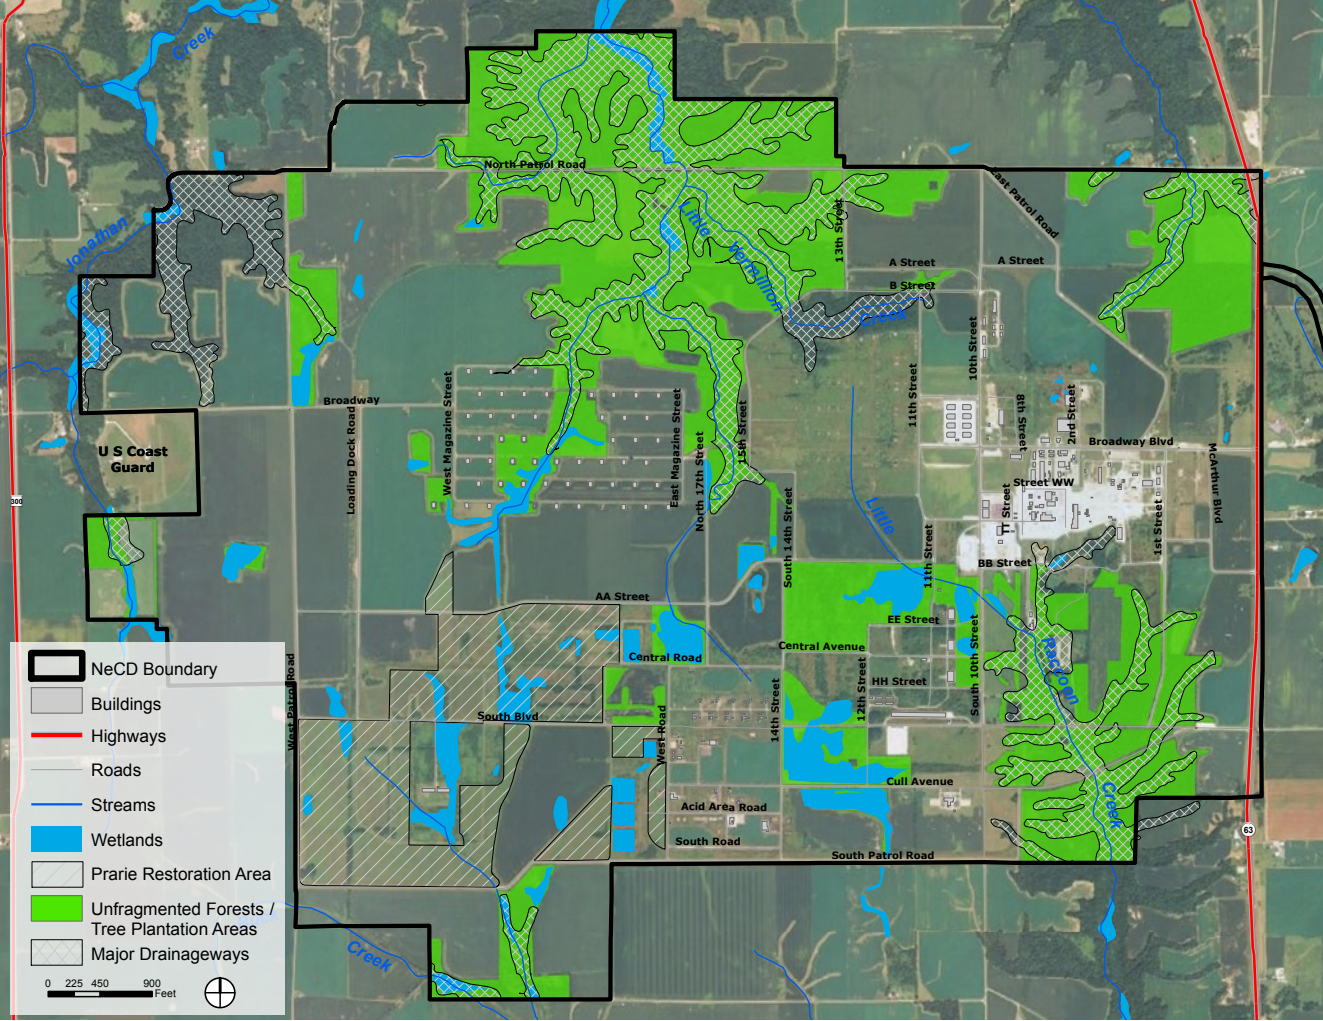 Creek
Jonathan
North Patrol Road
East Patrol Road
13th Street
Little
Vermillion
Creek
A Street
A Street
B Street
10th Street
11th Street
Broadway
Loading Dock Road
West Magazine Street
East Magazine Street
North 17th Street
15th Street
8th Street
2nd Street
Broadway Blvd
McArthur Blvd
U S Coast
Guard
300
Street WW
TT Street
1st Street
South 14th Street
Little
11th Street
BB Street
AA Street
EE Street
Central Avenue
Central Road
South 10th Street
Raccoon
Creek
HH Street
12th Street
14th Street
West Patrol Road
South Blvd
West Road
Cull Avenue
Acid Area Road
South Road
South Patrol Road
63
Creek
NeCD Boundary
Buildings
Highways
Roads
Streams
Wetlands
Prarie Restoration Area
Unfragmented Forests /
Tree Plantation Areas
Major Drainageways
0 225 450 900
Feet